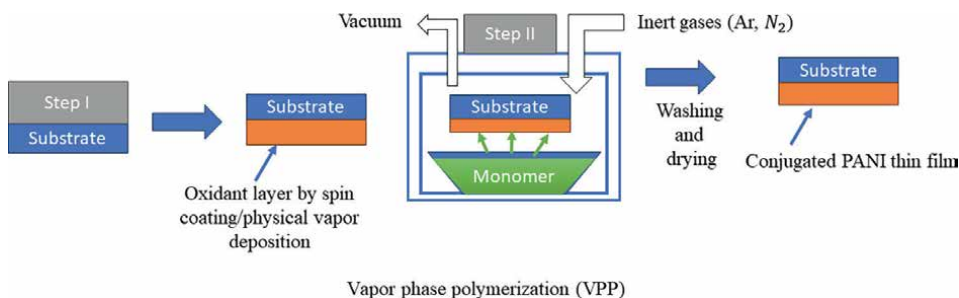 Step I
Substrate
Substrate
Oxidant layer by spin
coating/physical vapor
deposition
Vacuum
Step II
Inert gases (Ar, N₂)
Substrate
Monomer
Washing
and
drying
Substrate
Conjugated PANI thin film
Vapor phase polymerization (VPP)